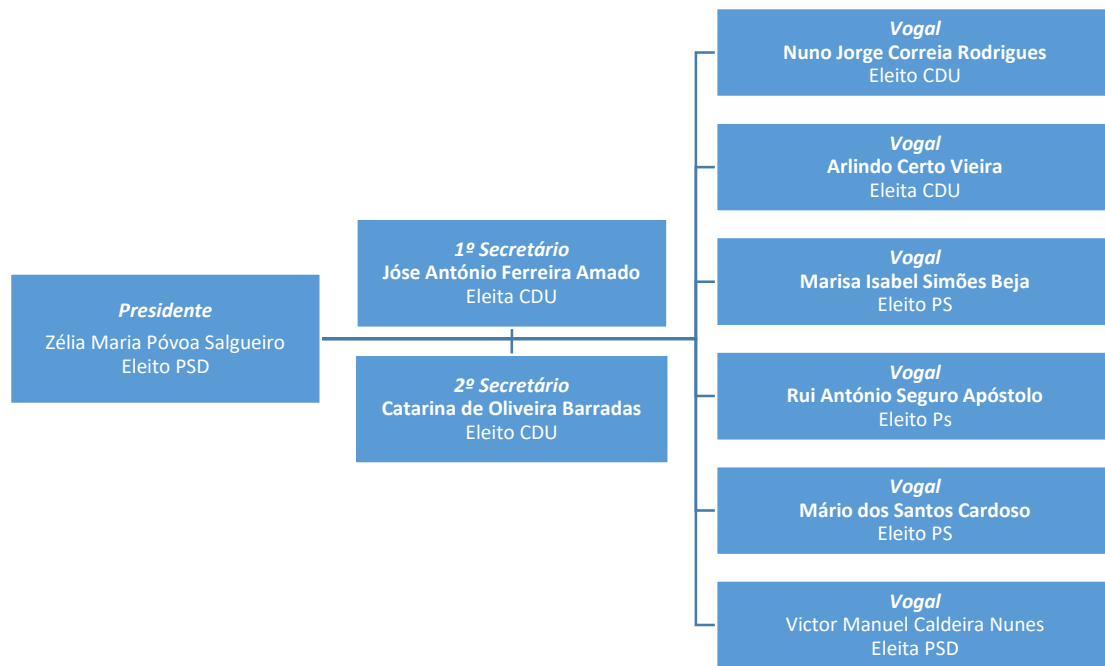 Presidente
Zélia Maria Póvoa Salgueiro
Eleito PSD
1º Secretário
Jóse António Ferreira Amado
Eleita CDU
2º Secretário
Catarina de Oliveira Barradas
Eleito CDU
Vogal
Nuno Jorge Correia Rodrigues
Eleito CDU
Vogal
Arlindo Certo Vieira
Eleita CDU
Vogal
Marisa Isabel Simões Beja
Eleito PS
Vogal
Rui António Seguro Apóstolo
Eleito Ps
Vogal
Mário dos Santos Cardoso
Eleito PS
Vogal
Victor Manuel Caldeira Nunes
Eleita PSD